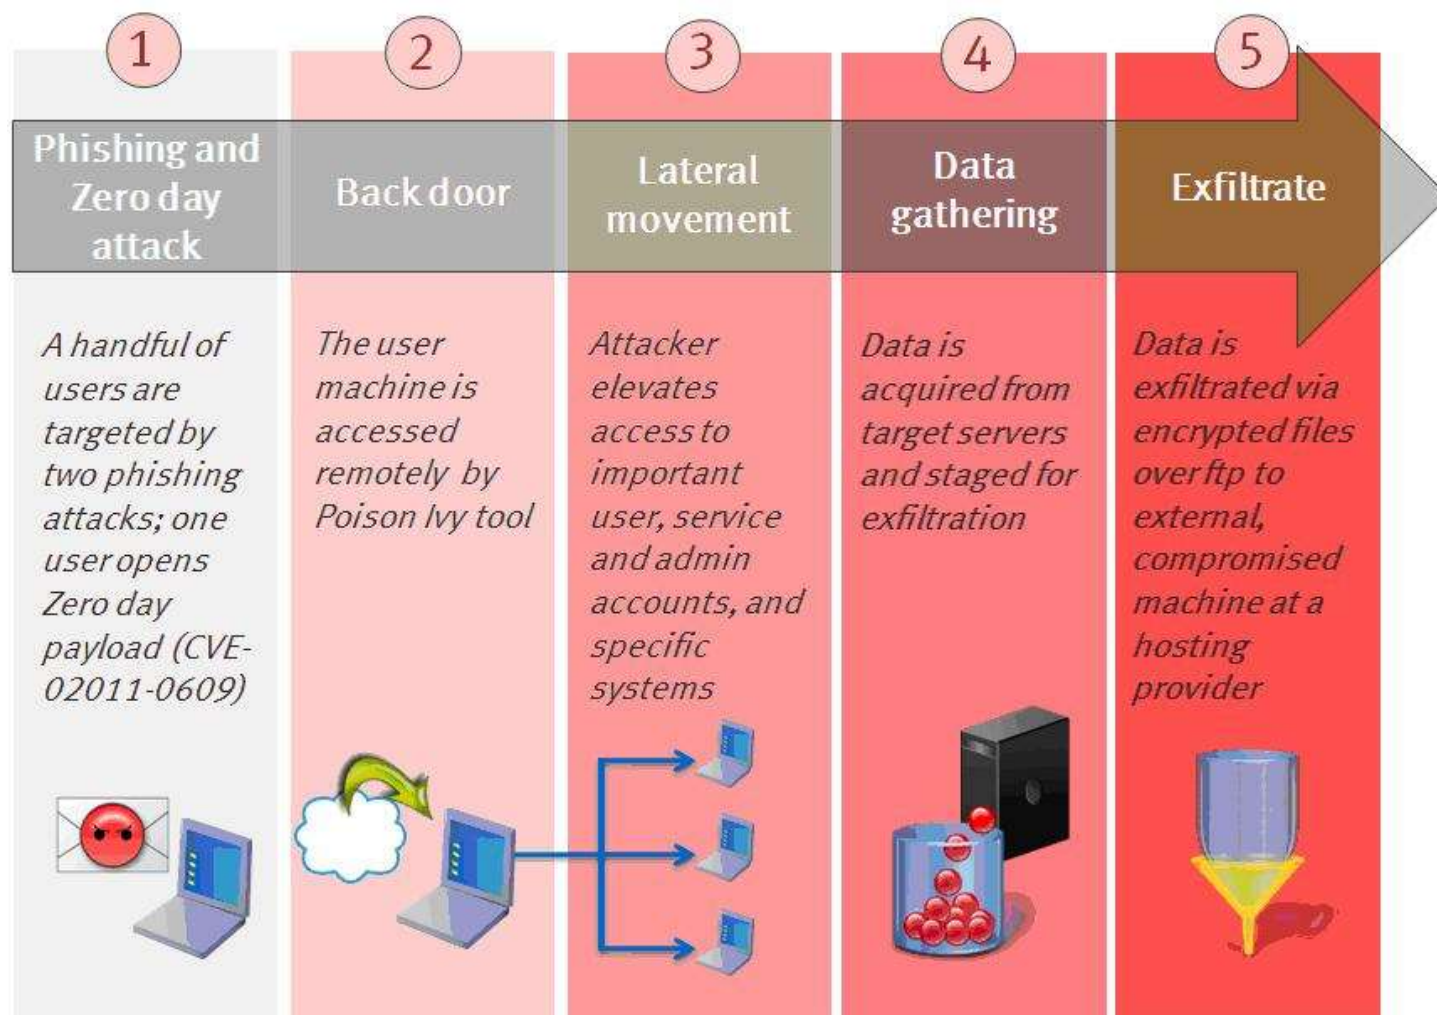 1
Phishing and
Zero day
attack
A handful of
users are
targeted by
two phishing
attacks; one
user opens
Zero day
payload (CVE-
02011-0609)
2
Back door
The user
machine is
accessed
remotely by
Poison Ivy tool
3
Lateral
movement
Attacker
elevates
access to
important
user, service
and admin
accounts, and
specific
systems
4
Data
gathering
Data is
acquired from
target servers
and staged for
exfiltration
5
Exfiltrate
Data is
exfiltrated via
encrypted files
over ftp to
external,
compromised
machine at a
hosting
provider